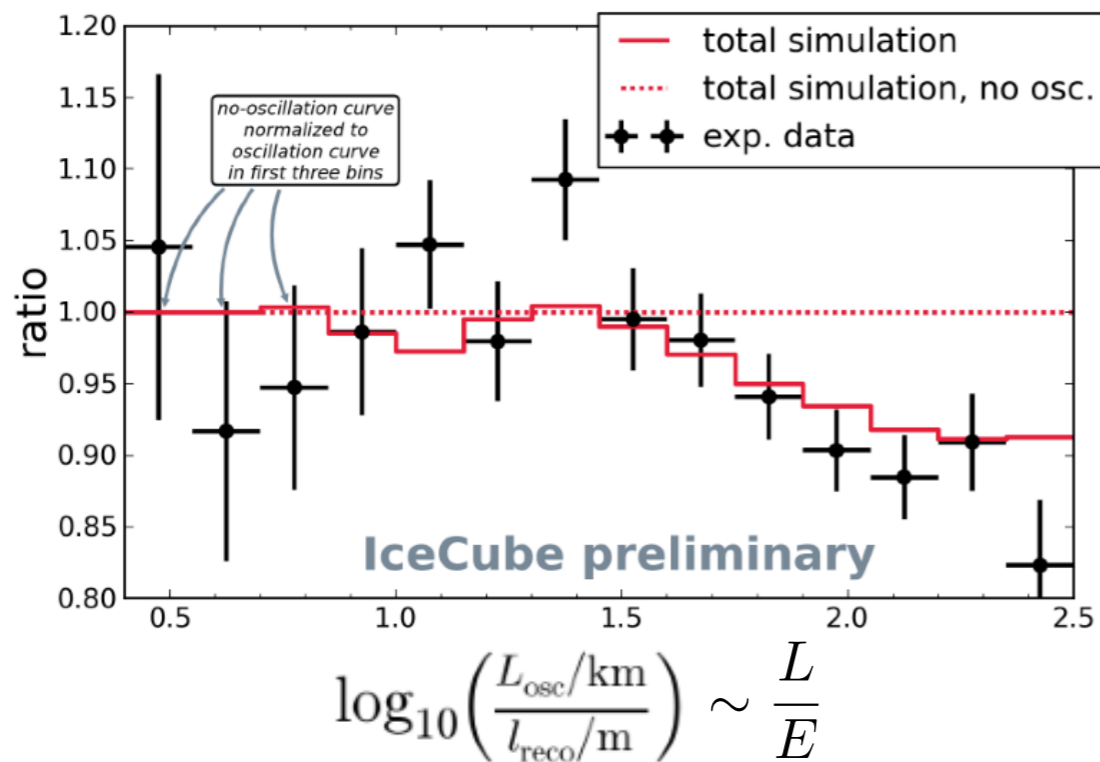 1.20
1.15
1.10
1.05
1.00
0.95
0.90
0.85
0.80
ratio
total simulation
total simulation, no osc.
exp. data
no-oscillation curve
normalized to
oscillation curve
in first three bins
IceCube preliminary
0.5 1.0 1.5 2.0 2.5
log₁₀(L_osc/km / l_reco/m) ~ L/E